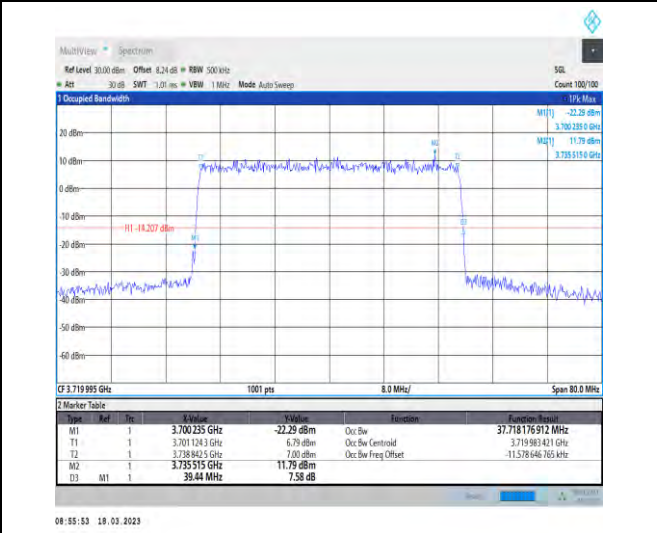 MultiView Spectrum
Ref Level 30.00 dBm Offset 8.24 dB RBW 500 kHz SGL
Att 30 dB SWT 1.01 ms VBW 1 MHz Mode Auto Sweep Count 100/100
1 Occupied Bandwidth 1Pk Max
M1[1] -22.29 dBm
3.700 235 0 GHz
M2[1] 11.79 dBm
3.735 515 0 GHz
20 dBm
M2
T1 T2
10 dBm
0 dBm
-10 dBm
D3
H1 -14.207 dBm
M1
-20 dBm
-30 dBm
-40 dBm
-50 dBm
-60 dBm
CF 3.719 995 GHz 1001 pts 8.0 MHz/ Span 80.0 MHz
2 Marker Table
Type Ref Trc X-Value Y-Value Function Function Result
M1 1 3.700 235 GHz -22.29 dBm Occ Bw 37.718 176 912 MHz
T1 1 3.701 124 3 GHz 6.79 dBm Occ Bw Centroid 3.719 983 421 GHz
T2 1 3.738 842 5 GHz 7.00 dBm Occ Bw Freq Offset -11.578 646 765 kHz
M2 1 3.735 515 GHz 11.79 dBm
D3 M1 1 39.44 MHz 7.58 dB
08:55:53 18.03.2023